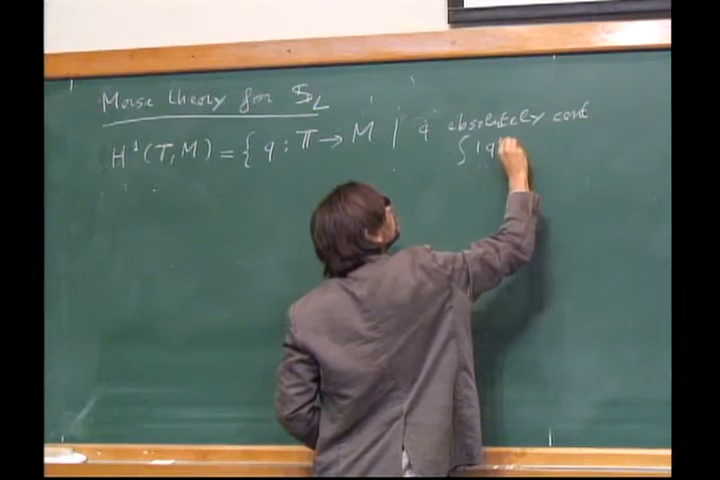 Morse theory for 𝕊_L
H¹(T, M) = { q : 𝕋 → M | q absolutely cont
∫ |q